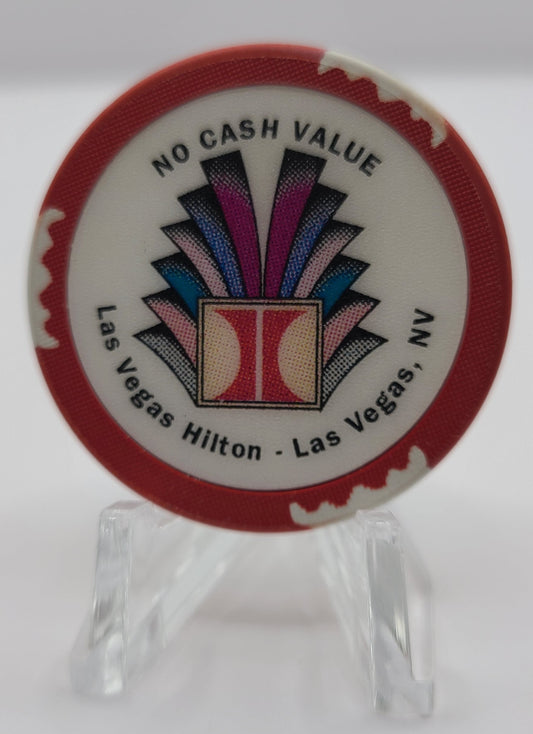 NO CASH VALUE
Las Vegas Hilton - Las Vegas, NV